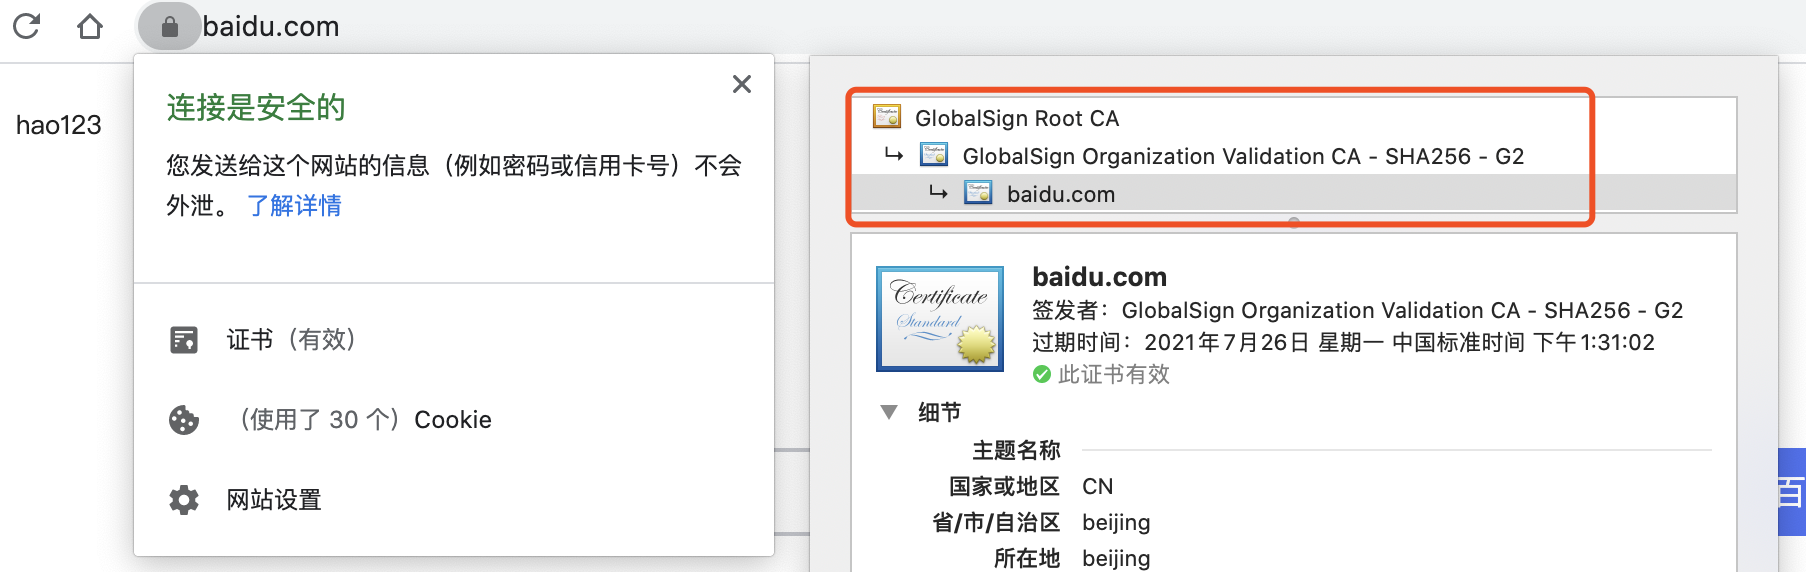 baidu.com
hao123
连接是安全的
您发送给这个网站的信息（例如密码或信用卡号）不会
外泄。 了解详情
证书（有效）
（使用了 30 个）Cookie
网站设置
GlobalSign Root CA
GlobalSign Organization Validation CA - SHA256 - G2
baidu.com
Certificate
Standard
baidu.com
签发者：GlobalSign Organization Validation CA - SHA256 - G2
过期时间：2021年7月26日 星期一 中国标准时间 下午1:31:02
此证书有效
细节
主题名称
国家或地区 CN
省/市/自治区 beijing
所在地 beijing
百